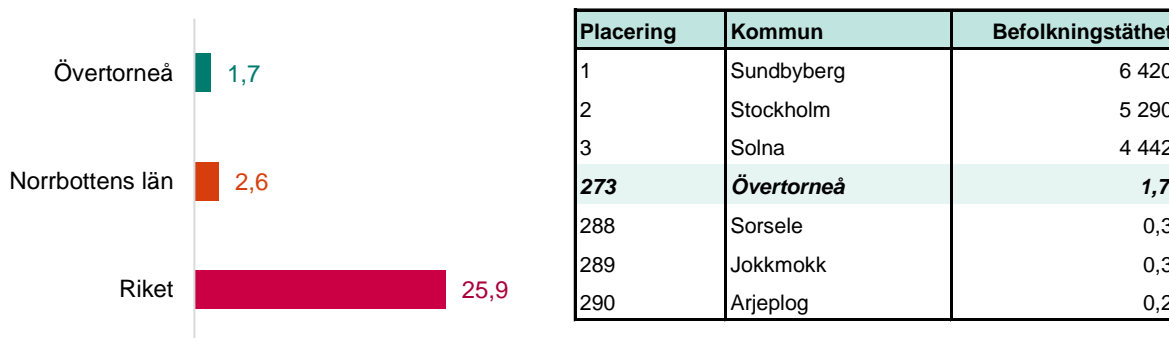 Övertorneå 1,7
Norrbottens län 2,6
Riket 25,9
Placering Kommun Befolkningstäthet
1 Sundbyberg 6 420
2 Stockholm 5 290
3 Solna 4 442
273 Övertorneå 1,7
288 Sorsele 0,3
289 Jokkmokk 0,3
290 Arjeplog 0,2